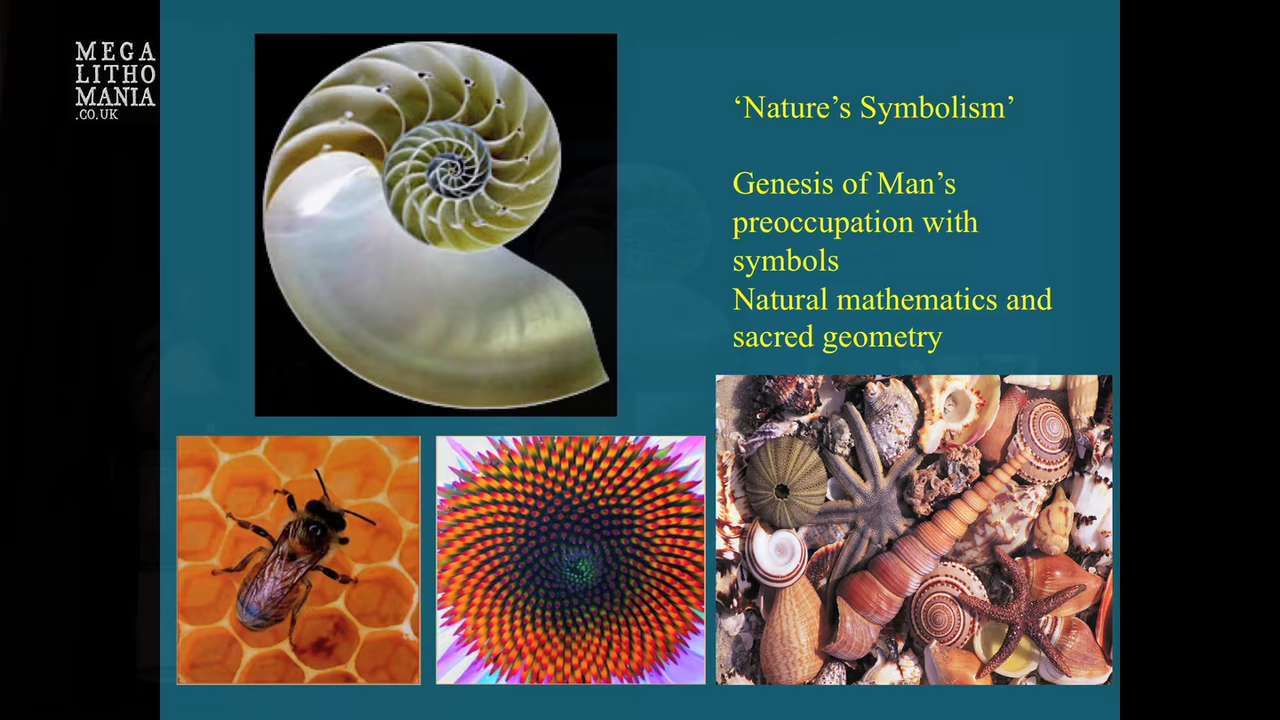 MEGA
LITHO
MANIA
.CO.UK
‘Nature’s Symbolism’
Genesis of Man’s
preoccupation with
symbols
Natural mathematics and
sacred geometry